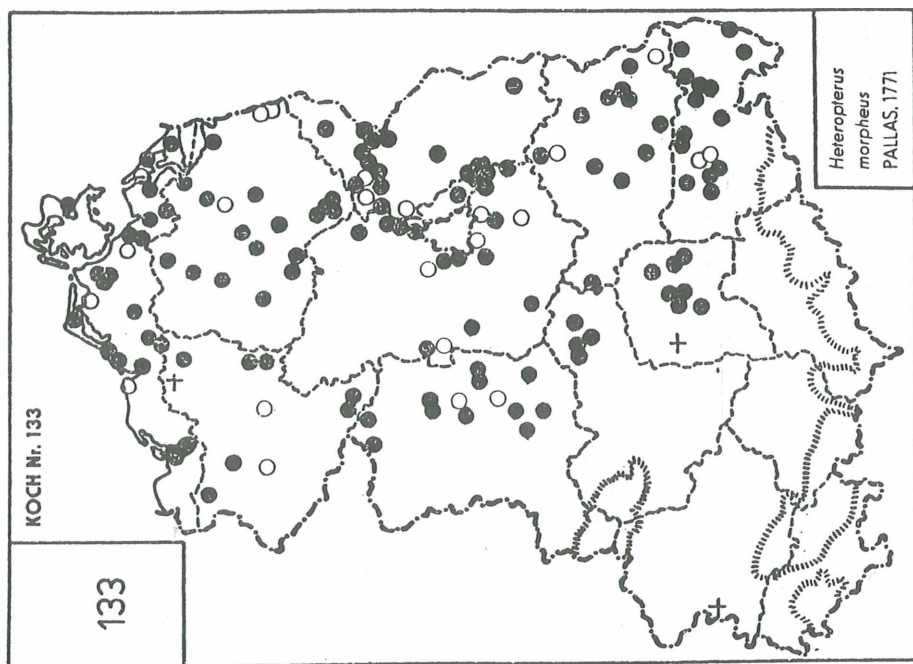 133
KOCH Nr. 133
Heteropterus
morpheus
PALLAS, 1771